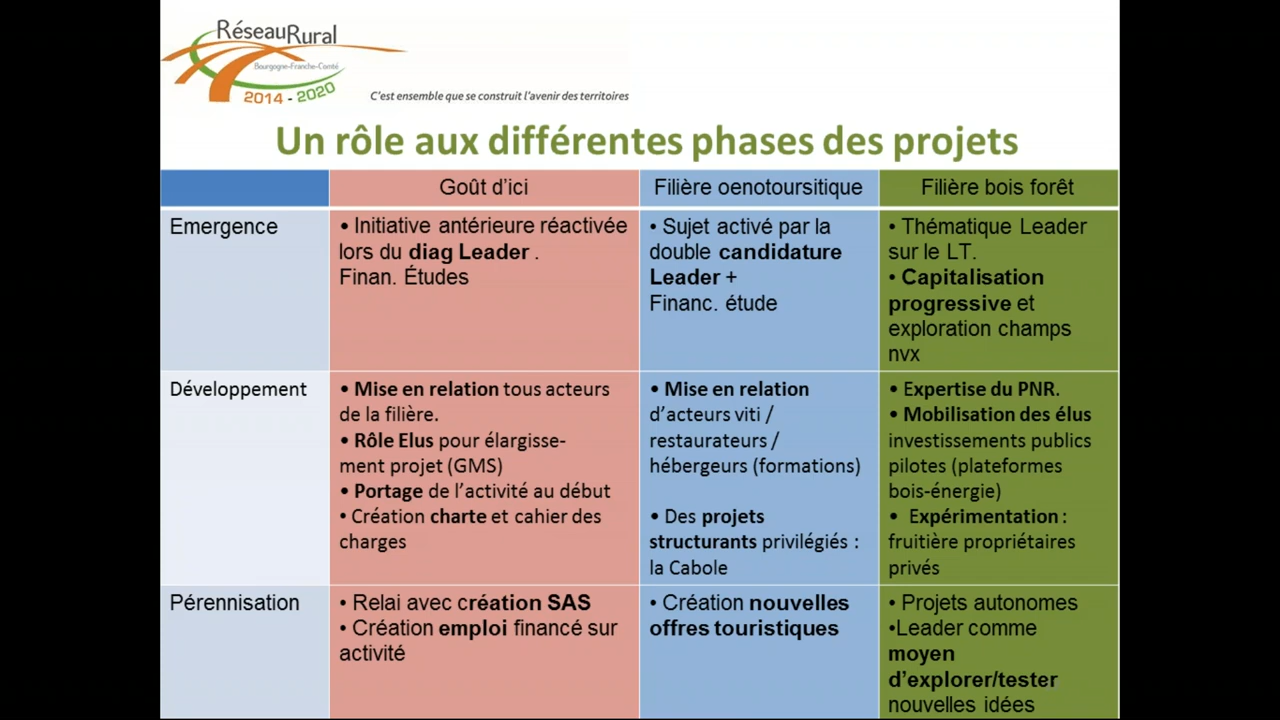 RéseauRural
Bourgogne-Franche-Comté
2014 - 2020
C'est ensemble que se construit l'avenir des territoires
Un rôle aux différentes phases des projets
Goût d’ici
Filière oenotoursitique
Filière bois forêt
Emergence
• Initiative antérieure réactivée
lors du diag Leader .
Finan. Études
• Sujet activé par la
double candidature
Leader +
Financ. étude
• Thématique Leader
sur le LT.
• Capitalisation
progressive et
exploration champs
nvx
Développement
• Mise en relation tous acteurs
de la filière.
• Rôle Elus pour élargisse-
ment projet (GMS)
• Portage de l’activité au début
• Création charte et cahier des
charges
• Mise en relation
d’acteurs viti /
restaurateurs /
hébergeurs (formations)
• Des projets
structurants privilégiés :
la Cabole
• Expertise du PNR.
• Mobilisation des élus
investissements publics
pilotes (plateformes
bois-énergie)
• Expérimentation :
fruitière propriétaires
privés
Pérennisation
• Relai avec création SAS
• Création emploi financé sur
activité
• Création nouvelles
offres touristiques
• Projets autonomes
•Leader comme
moyen
d’explorer/tester
nouvelles idées